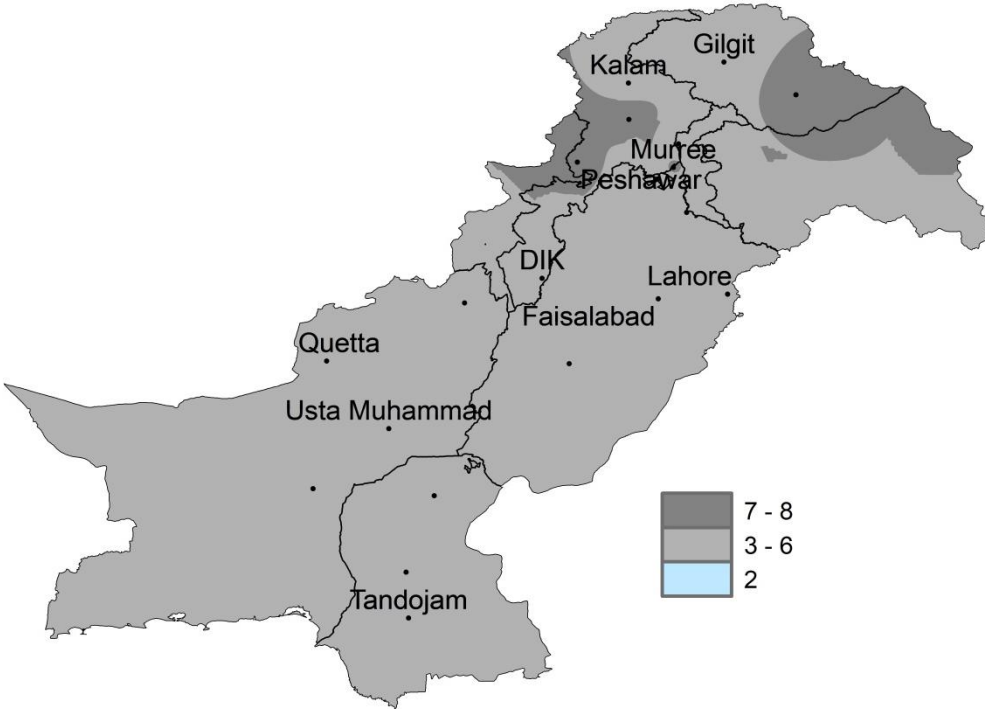 Gilgit
Kalam
Murree
Peshawar
DIK
Lahore
Faisalabad
Quetta
Usta Muhammad
Tandojam
7 - 8
3 - 6
2